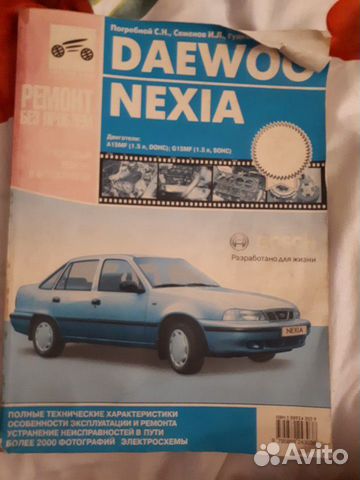 Погребной С.Н., Семенов И.Л.,
DAEWOO
NEXIA
РЕМОНТ
БЕЗ ПРОБЛЕМ
Двигатели:
A15MF (1.5 л, DOHC); G15MF (1.5 л, SOHC)
BOSCH
Разработано для жизни
NEXIA
ПОЛНЫЕ ТЕХНИЧЕСКИЕ ХАРАКТЕРИСТИКИ
ОСОБЕННОСТИ ЭКСПЛУАТАЦИИ И РЕМОНТА
УСТРАНЕНИЕ НЕИСПРАВНОСТЕЙ В ПУТИ
БОЛЕЕ 2000 ФОТОГРАФИЙ ЭЛЕКТРОСХЕМЫ
Avito